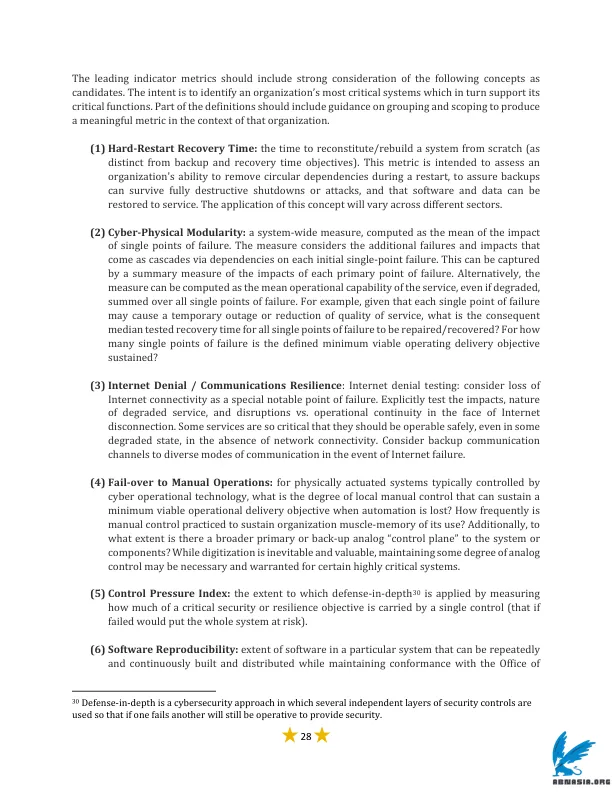 The leading indicator metrics should include strong consideration of the following concepts as
candidates. The intent is to identify an organization's most critical systems which in turn support its
critical functions. Part of the definitions should include guidance on grouping and scoping to produce
a meaningful metric in the context of that organization.
(1) Hard-Restart Recovery Time: the time to reconstitute/rebuild a system from scratch (as
distinct from backup and recovery time objectives). This metric is intended to assess an
organization's ability to remove circular dependencies during a restart, to assure backups
can survive fully destructive shutdowns or attacks, and that software and data can be
restored to service. The application of this concept will vary across different sectors.
(2) Cyber-Physical Modularity: a system-wide measure, computed as the mean of the impact
of single points of failure. The measure considers the additional failures and impacts that
come as cascades via dependencies on each initial single-point failure. This can be captured
by a summary measure of the impacts of each primary point of failure. Alternatively, the
measure can be computed as the mean operational capability of the service, even if degraded,
summed over all single points of failure. For example, given that each single point of failure
may cause a temporary outage or reduction of quality of service, what is the consequent
median tested recovery time for all single points of failure to be repaired/recovered? For how
many single points of failure is the defined minimum viable operating delivery objective
sustained?
(3) Internet Denial / Communications Resilience: Internet denial testing: consider loss of
Internet connectivity as a special notable point of failure. Explicitly test the impacts, nature
of degraded service, and disruptions vs. operational continuity in the face of Internet
disconnection. Some services are so critical that they should be operable safely, even in some
degraded state, in the absence of network connectivity. Consider backup communication
channels to diverse modes of communication in the event of Internet failure.
(4) Fail-over to Manual Operations: for physically actuated systems typically controlled by
cyber operational technology, what is the degree of local manual control that can sustain a
minimum viable operational delivery objective when automation is lost? How frequently is
manual control practiced to sustain organization muscle-memory of its use? Additionally, to
what extent is there a broader primary or back-up analog "control plane" to the system or
components? While digitization is inevitable and valuable, maintaining some degree of analog
control may be necessary and warranted for certain highly critical systems.
(5) Control Pressure Index: the extent to which defense-in-depth³⁰ is applied by measuring
how much of a critical security or resilience objective is carried by a single control (that if
failed would put the whole system at risk).
(6) Software Reproducibility: extent of software in a particular system that can be repeatedly
and continuously built and distributed while maintaining conformance with the Office of
³⁰ Defense-in-depth is a cybersecurity approach in which several independent layers of security controls are
used so that if one fails another will still be operative to provide security.
28
ABNASIA.ORG